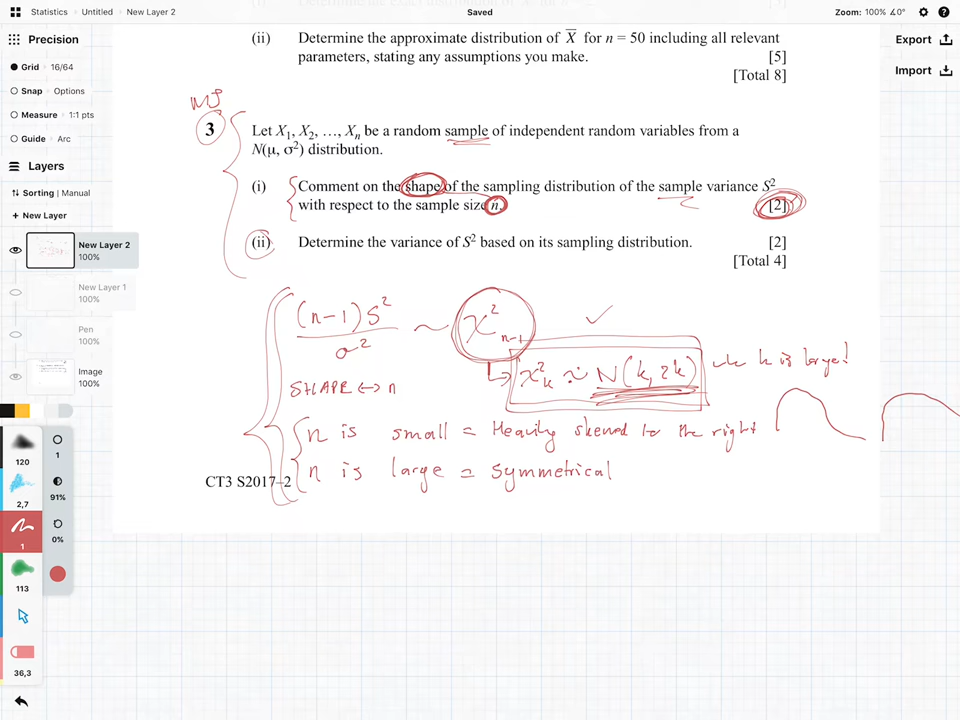 Statistics › Untitled › New Layer 2
Saved
Zoom: 100% ∠0°
Precision
Export
Grid › 16/64
Snap › Options
Import
Measure › 1:1 pts
Guide › Arc
Layers
Sorting | Manual
+ New Layer
New Layer 2
100%
New Layer 1
100%
Pen
100%
Image
100%
120
1
2,7
91%
1
0%
113
36,3
(ii) Determine the approximate distribution of X̅ for n = 50 including all relevant
parameters, stating any assumptions you make. [5]
[Total 8]
3 Let X₁, X₂, …, Xₙ be a random sample of independent random variables from a
N(μ, σ²) distribution.
(i) Comment on the shape of the sampling distribution of the sample variance S²
with respect to the sample size n. [2]
(ii) Determine the variance of S² based on its sampling distribution. [2]
[Total 4]
(n-1)S²/σ² ~ χ²ₙ₋₁
χ²ₖ ∻ N(k, 2k) when k is large!
SHAPE ↔ n
n is small = Heavily skewed to the right
n is large = symmetrical
CT3 S2017–2